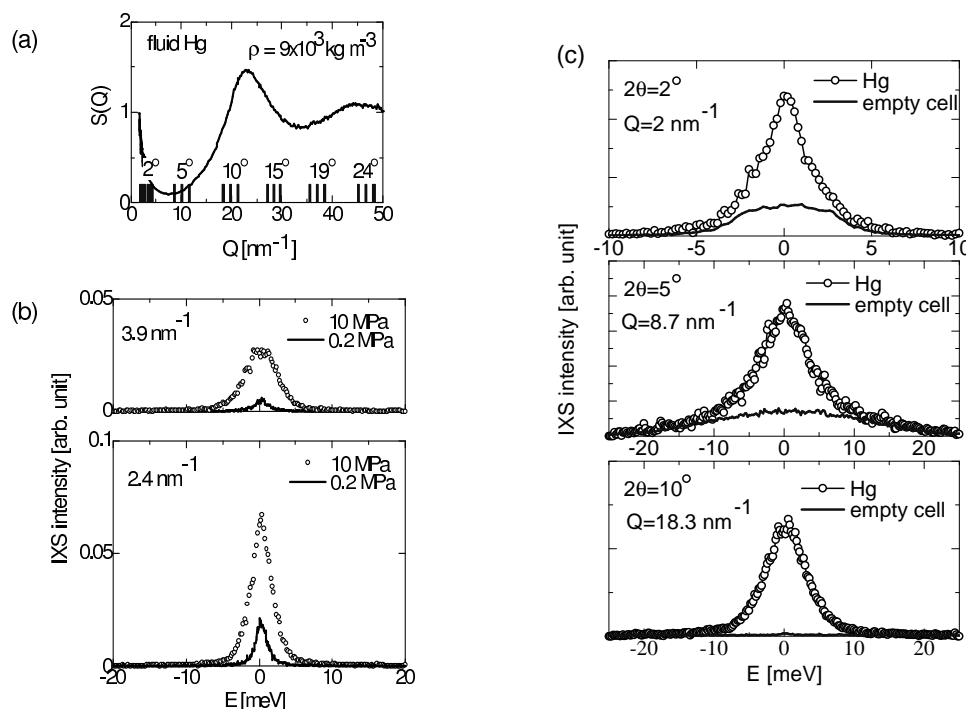 (a)
2
fluid Hg
ρ = 9x10³ kg m⁻³
S(Q)
1
2° 5° 10° 15° 19° 24°
0
0 10 20 30 40 50
Q [nm⁻¹]
(b)
0.05
3.9 nm⁻¹
10 MPa
0.2 MPa
0
0.1
2.4 nm⁻¹
10 MPa
0.2 MPa
IXS intensity [arb. unit]
0.05
0
-20 -10 0 10 20
E [meV]
(c)
2θ=2°
Hg
empty cell
Q=2 nm⁻¹
-10 -5 0 5 10
2θ=5°
Hg
empty cell
Q=8.7 nm⁻¹
IXS intensity [arb. unit]
-20 -10 0 10 20
2θ=10°
Hg
empty cell
Q=18.3 nm⁻¹
-20 -10 0 10 20
E [meV]